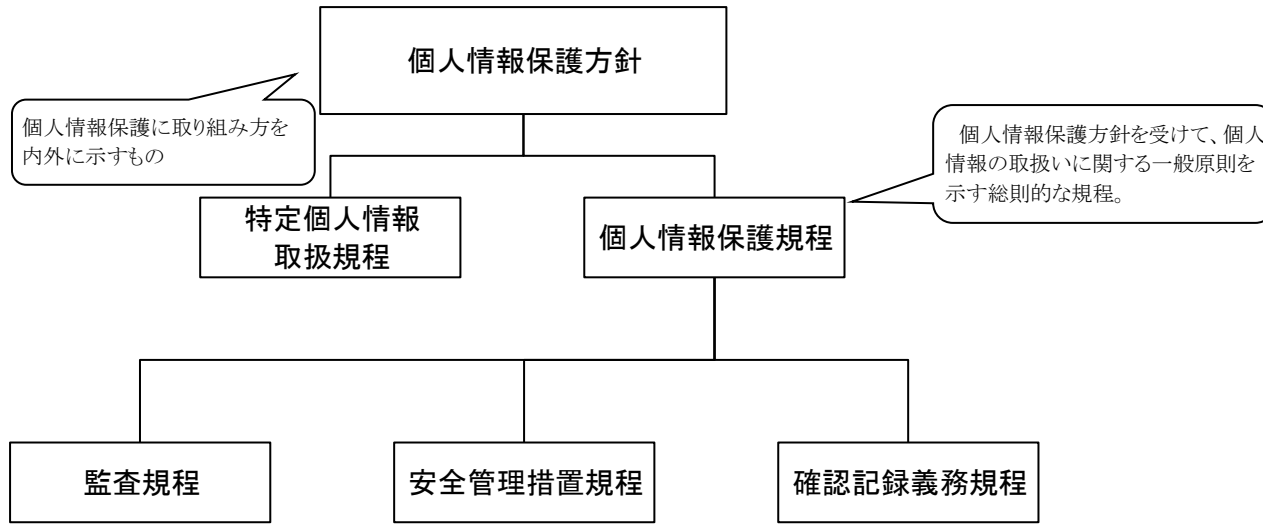 個人情報保護方針
個人情報保護に取り組み方を
内外に示すもの
個人情報保護方針を受けて、個人
情報の取扱いに関する一般原則を
示す総則的な規程。
特定個人情報
取扱規程
個人情報保護規程
監査規程
安全管理措置規程
確認記録義務規程